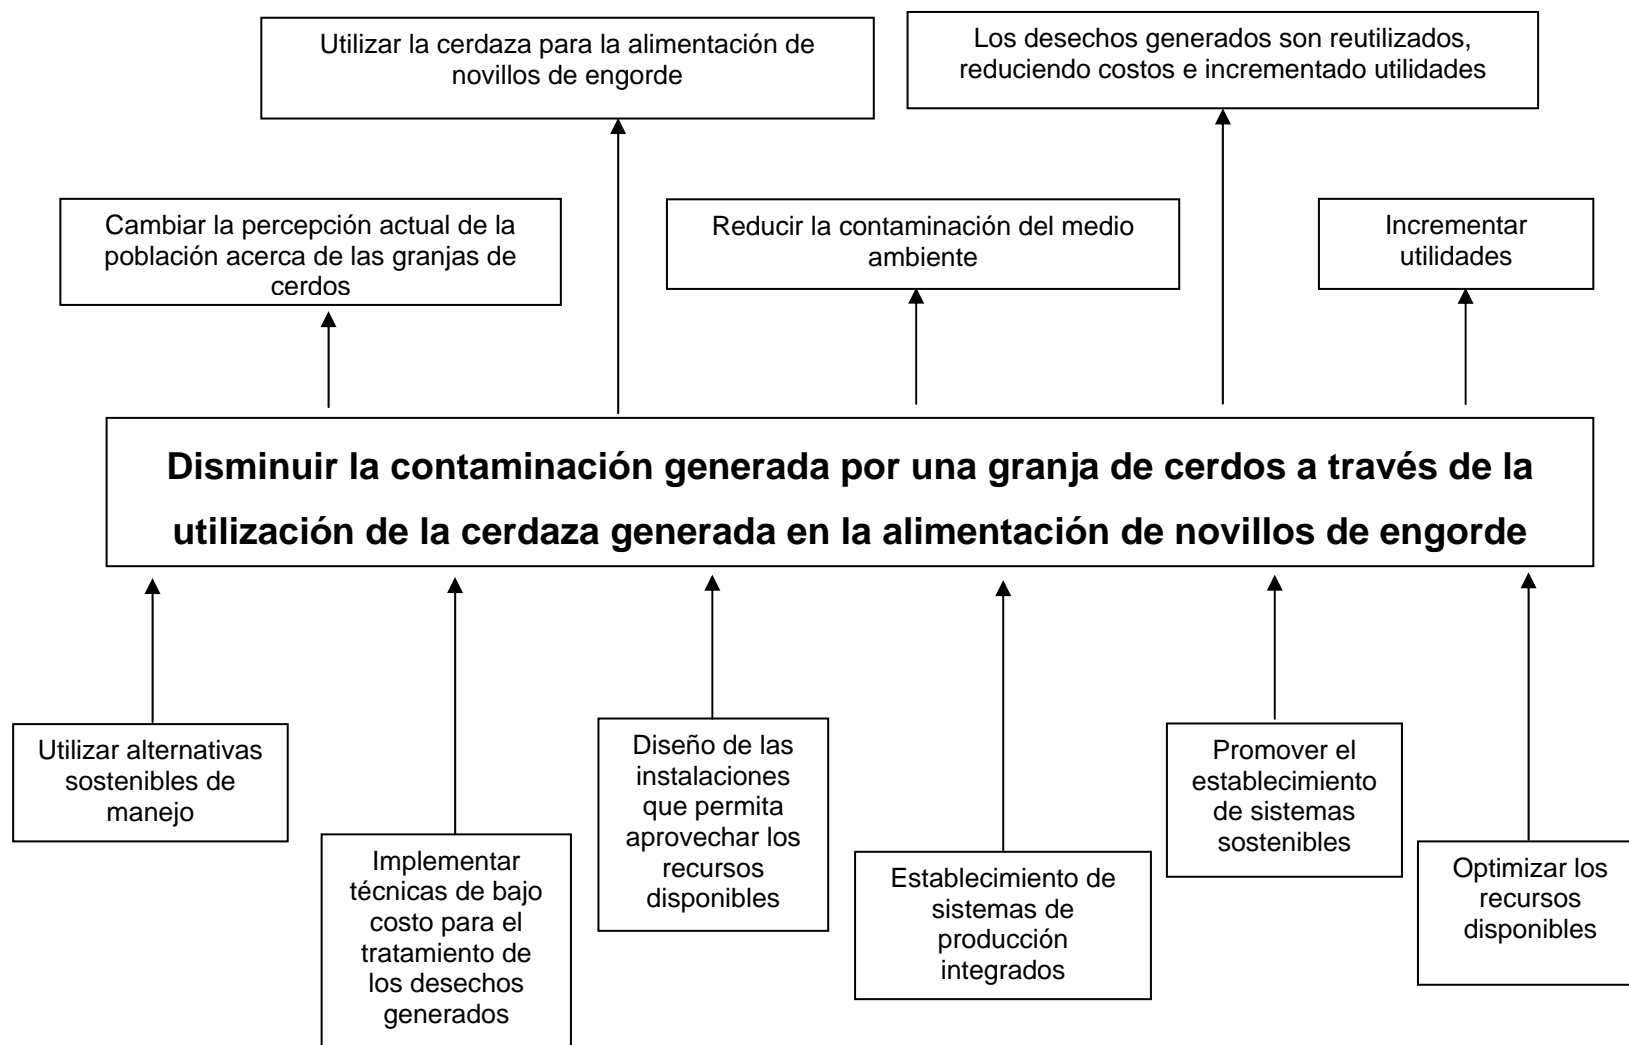 Utilizar la cerdaza para la alimentación de
novillos de engorde
Los desechos generados son reutilizados,
reduciendo costos e incrementado utilidades
Cambiar la percepción actual de la
población acerca de las granjas de
cerdos
Reducir la contaminación del medio
ambiente
Incrementar
utilidades
Disminuir la contaminación generada por una granja de cerdos a través de la
utilización de la cerdaza generada en la alimentación de novillos de engorde
Utilizar alternativas
sostenibles de
manejo
Implementar
técnicas de bajo
costo para el
tratamiento de
los desechos
generados
Diseño de las
instalaciones
que permita
aprovechar los
recursos
disponibles
Establecimiento de
sistemas de
producción
integrados
Promover el
establecimiento
de sistemas
sostenibles
Optimizar los
recursos
disponibles